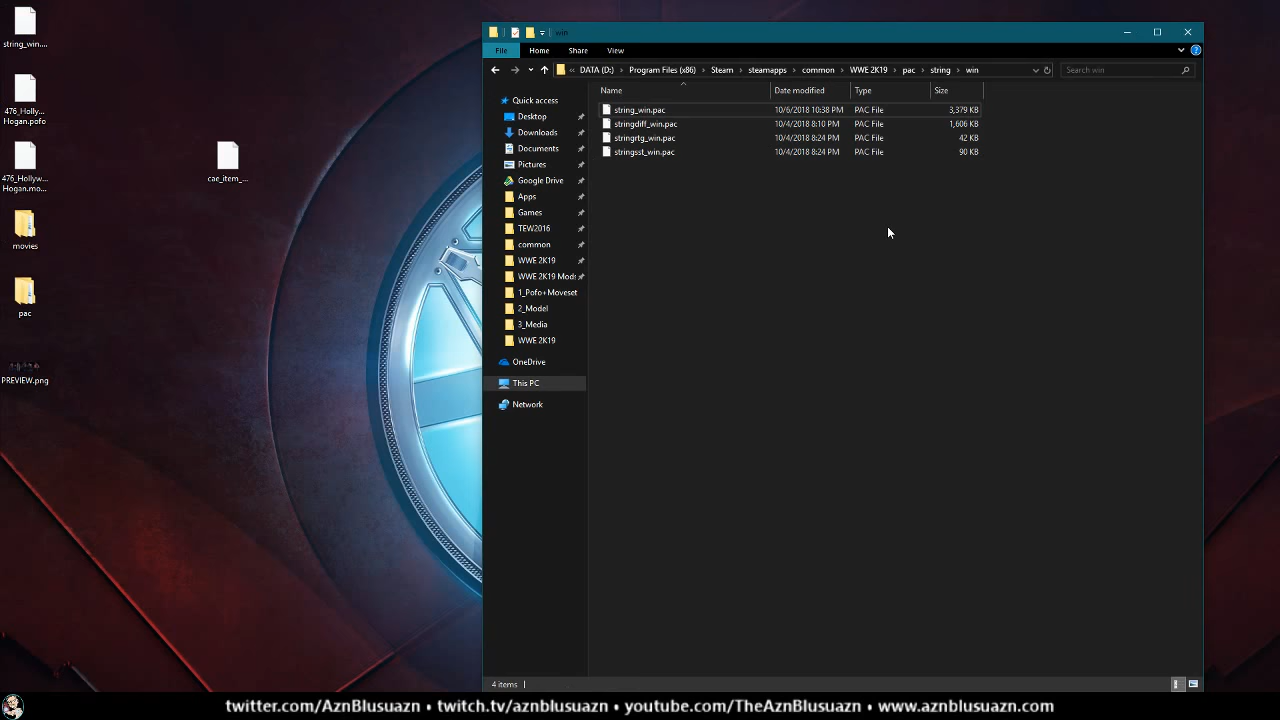 string_win....
476_Holly...
Hogan.pofo
476_Hollyw...
Hogan.mo...
movies
pac
PREVIEW.png
cae_item_...
win
File Home Share View
« DATA (D:) › Program Files (x86) › Steam › steamapps › common › WWE 2K19 › pac › string › win
Search win
Name Date modified Type Size
string_win.pac 10/6/2018 10:38 PM PAC File 3,379 KB
stringdiff_win.pac 10/4/2018 8:10 PM PAC File 1,606 KB
stringrtg_win.pac 10/4/2018 8:24 PM PAC File 42 KB
stringsst_win.pac 10/4/2018 8:24 PM PAC File 90 KB
Quick access
Desktop
Downloads
Documents
Pictures
Google Drive
Apps
Games
TEW2016
common
WWE 2K19
WWE 2K19 Mods
1_Pofo+Moveset
2_Model
3_Media
WWE 2K19
OneDrive
This PC
Network
4 items
twitter.com/AznBlusuazn • twitch.tv/aznblusuazn • youtube.com/TheAznBlusuazn • www.aznblusuazn.com